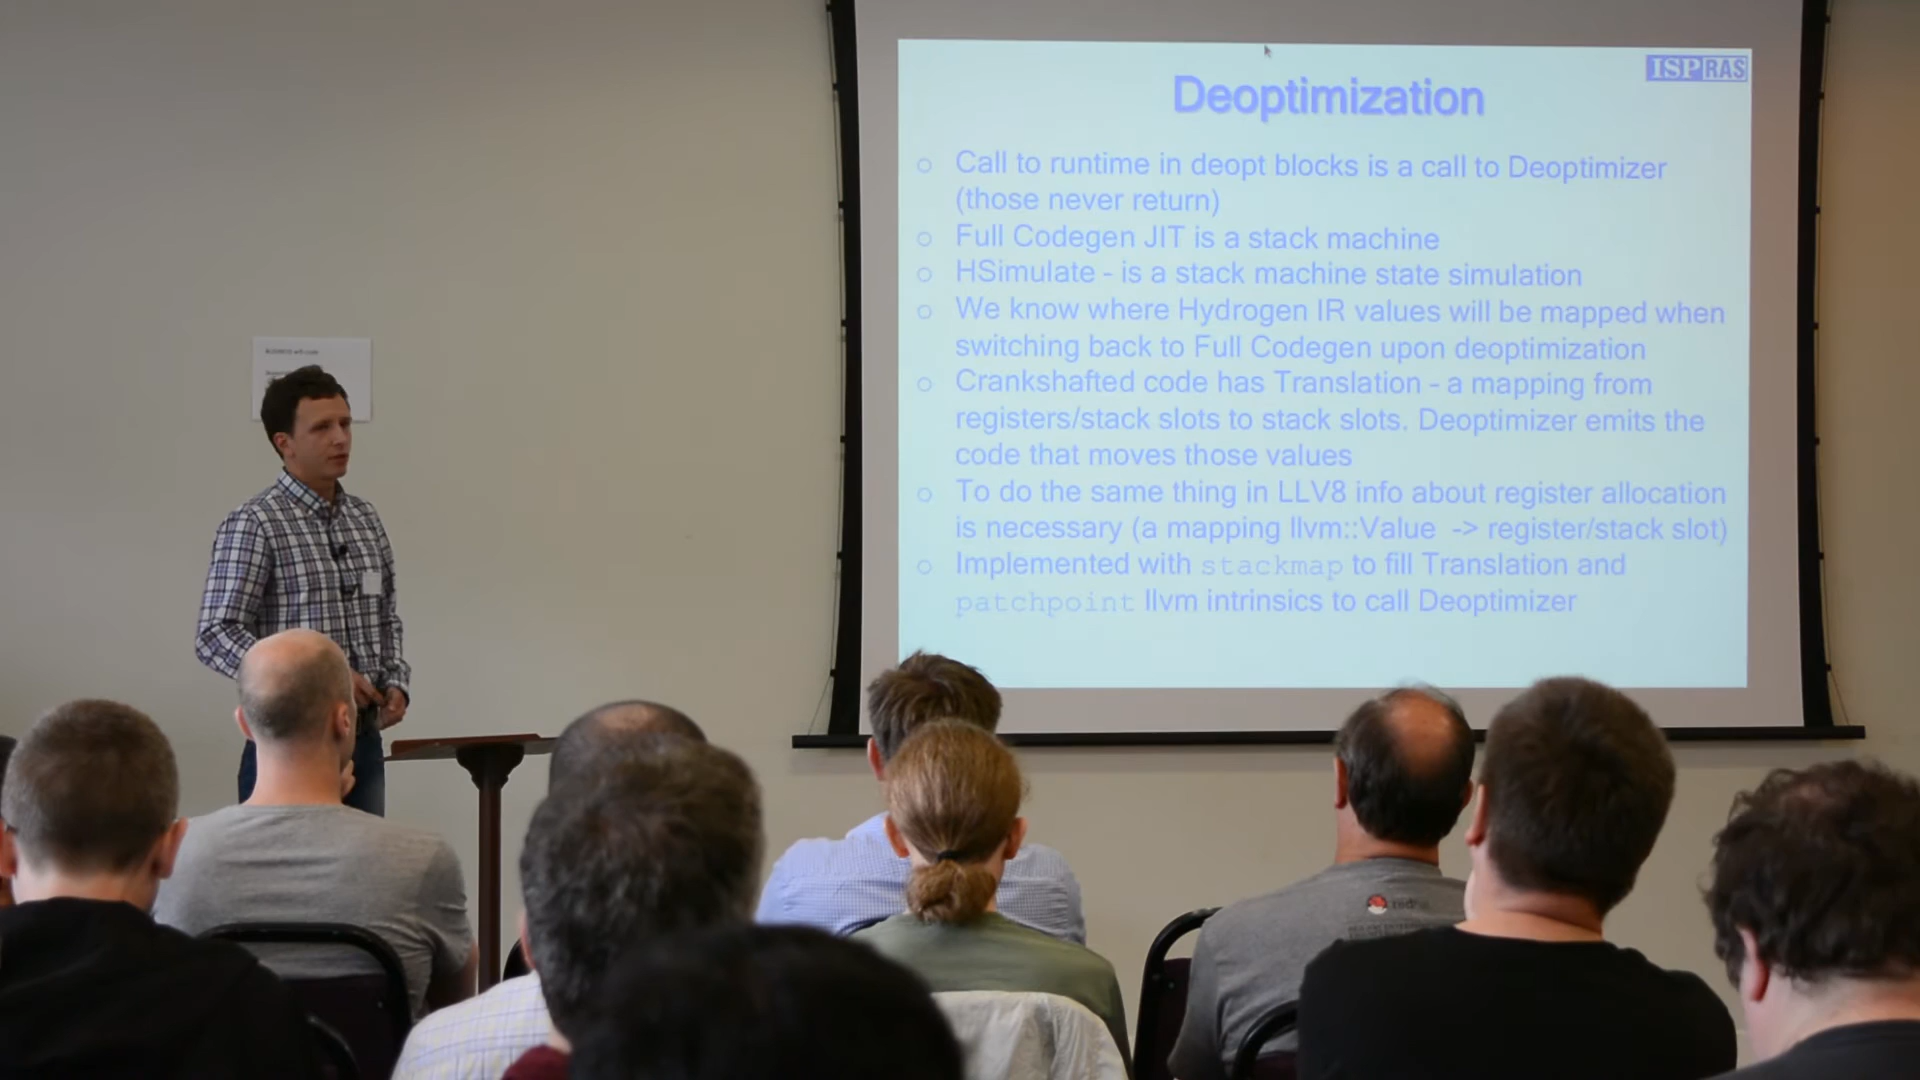 ISP RAS
Deoptimization
○ Call to runtime in deopt blocks is a call to Deoptimizer
(those never return)
○ Full Codegen JIT is a stack machine
○ HSimulate - is a stack machine state simulation
○ We know where Hydrogen IR values will be mapped when
switching back to Full Codegen upon deoptimization
○ Crankshafted code has Translation - a mapping from
registers/stack slots to stack slots. Deoptimizer emits the
code that moves those values
○ To do the same thing in LLV8 info about register allocation
is necessary (a mapping llvm::Value -> register/stack slot)
○ Implemented with stackmap to fill Translation and
patchpoint llvm intrinsics to call Deoptimizer